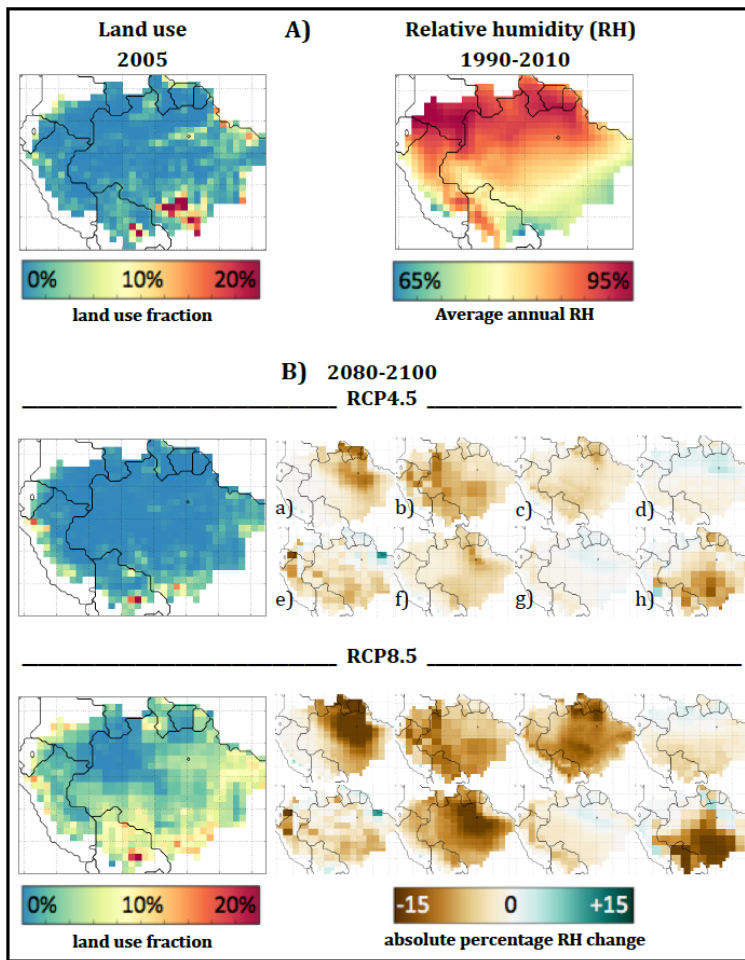 Land use
2005
A)
Relative humidity (RH)
1990-2010
0% 10% 20%
land use fraction
65% 95%
Average annual RH
B) 2080-2100
RCP4.5
a) b) c) d)
e) f) g) h)
RCP8.5
0% 10% 20%
land use fraction
-15 0 +15
absolute percentage RH change